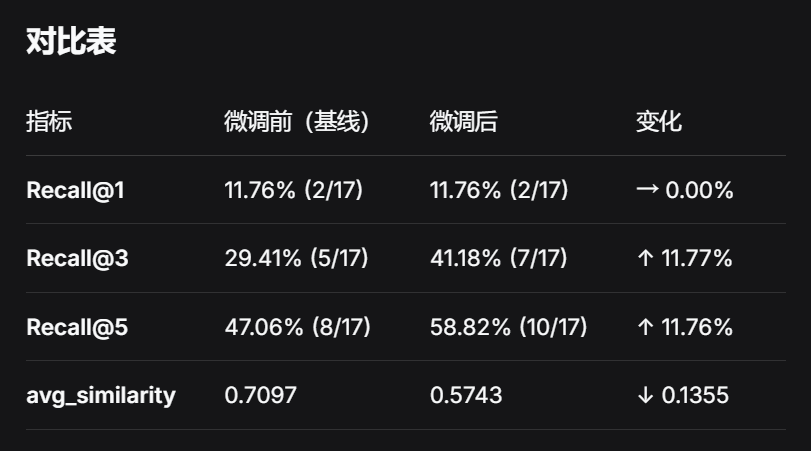 对比表
指标 微调前（基线） 微调后 变化
Recall@1 11.76% (2/17) 11.76% (2/17) → 0.00%
Recall@3 29.41% (5/17) 41.18% (7/17) ↑ 11.77%
Recall@5 47.06% (8/17) 58.82% (10/17) ↑ 11.76%
avg_similarity 0.7097 0.5743 ↓ 0.1355